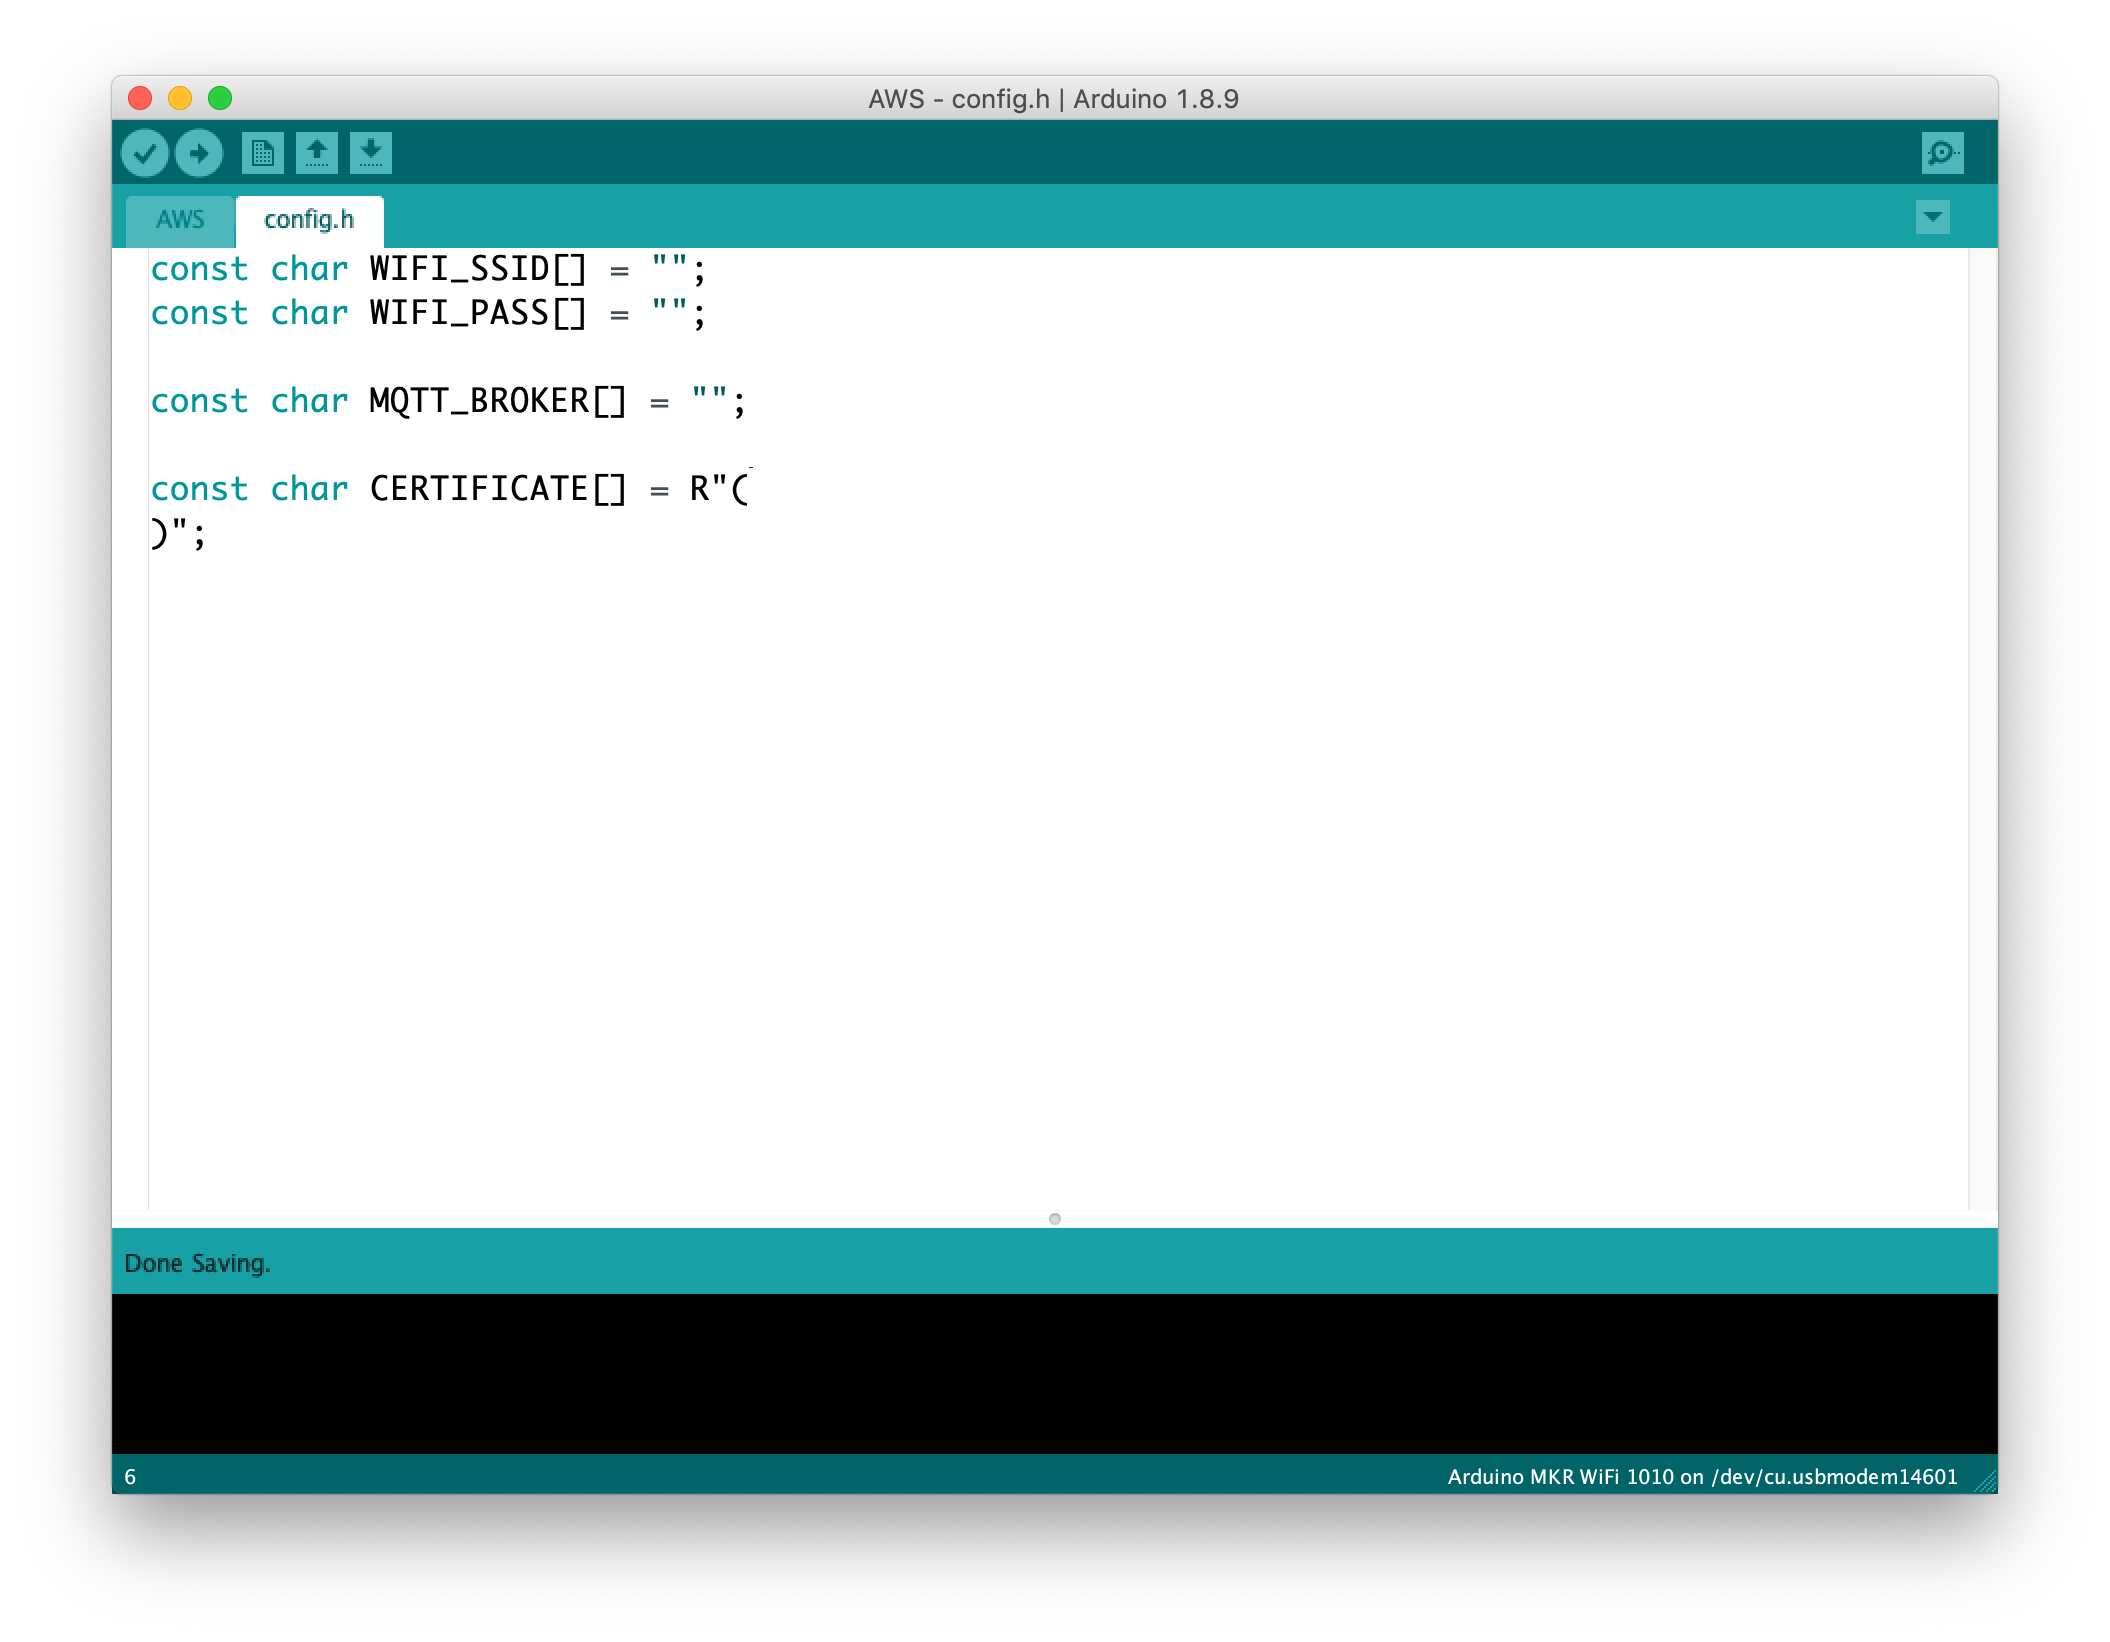 AWS - config.h | Arduino 1.8.9
AWS config.h
const char WIFI_SSID[] = "";
const char WIFI_PASS[] = "";
const char MQTT_BROKER[] = "";
const char CERTIFICATE[] = R"(
)";
Done Saving.
6 Arduino MKR WiFi 1010 on /dev/cu.usbmodem14601